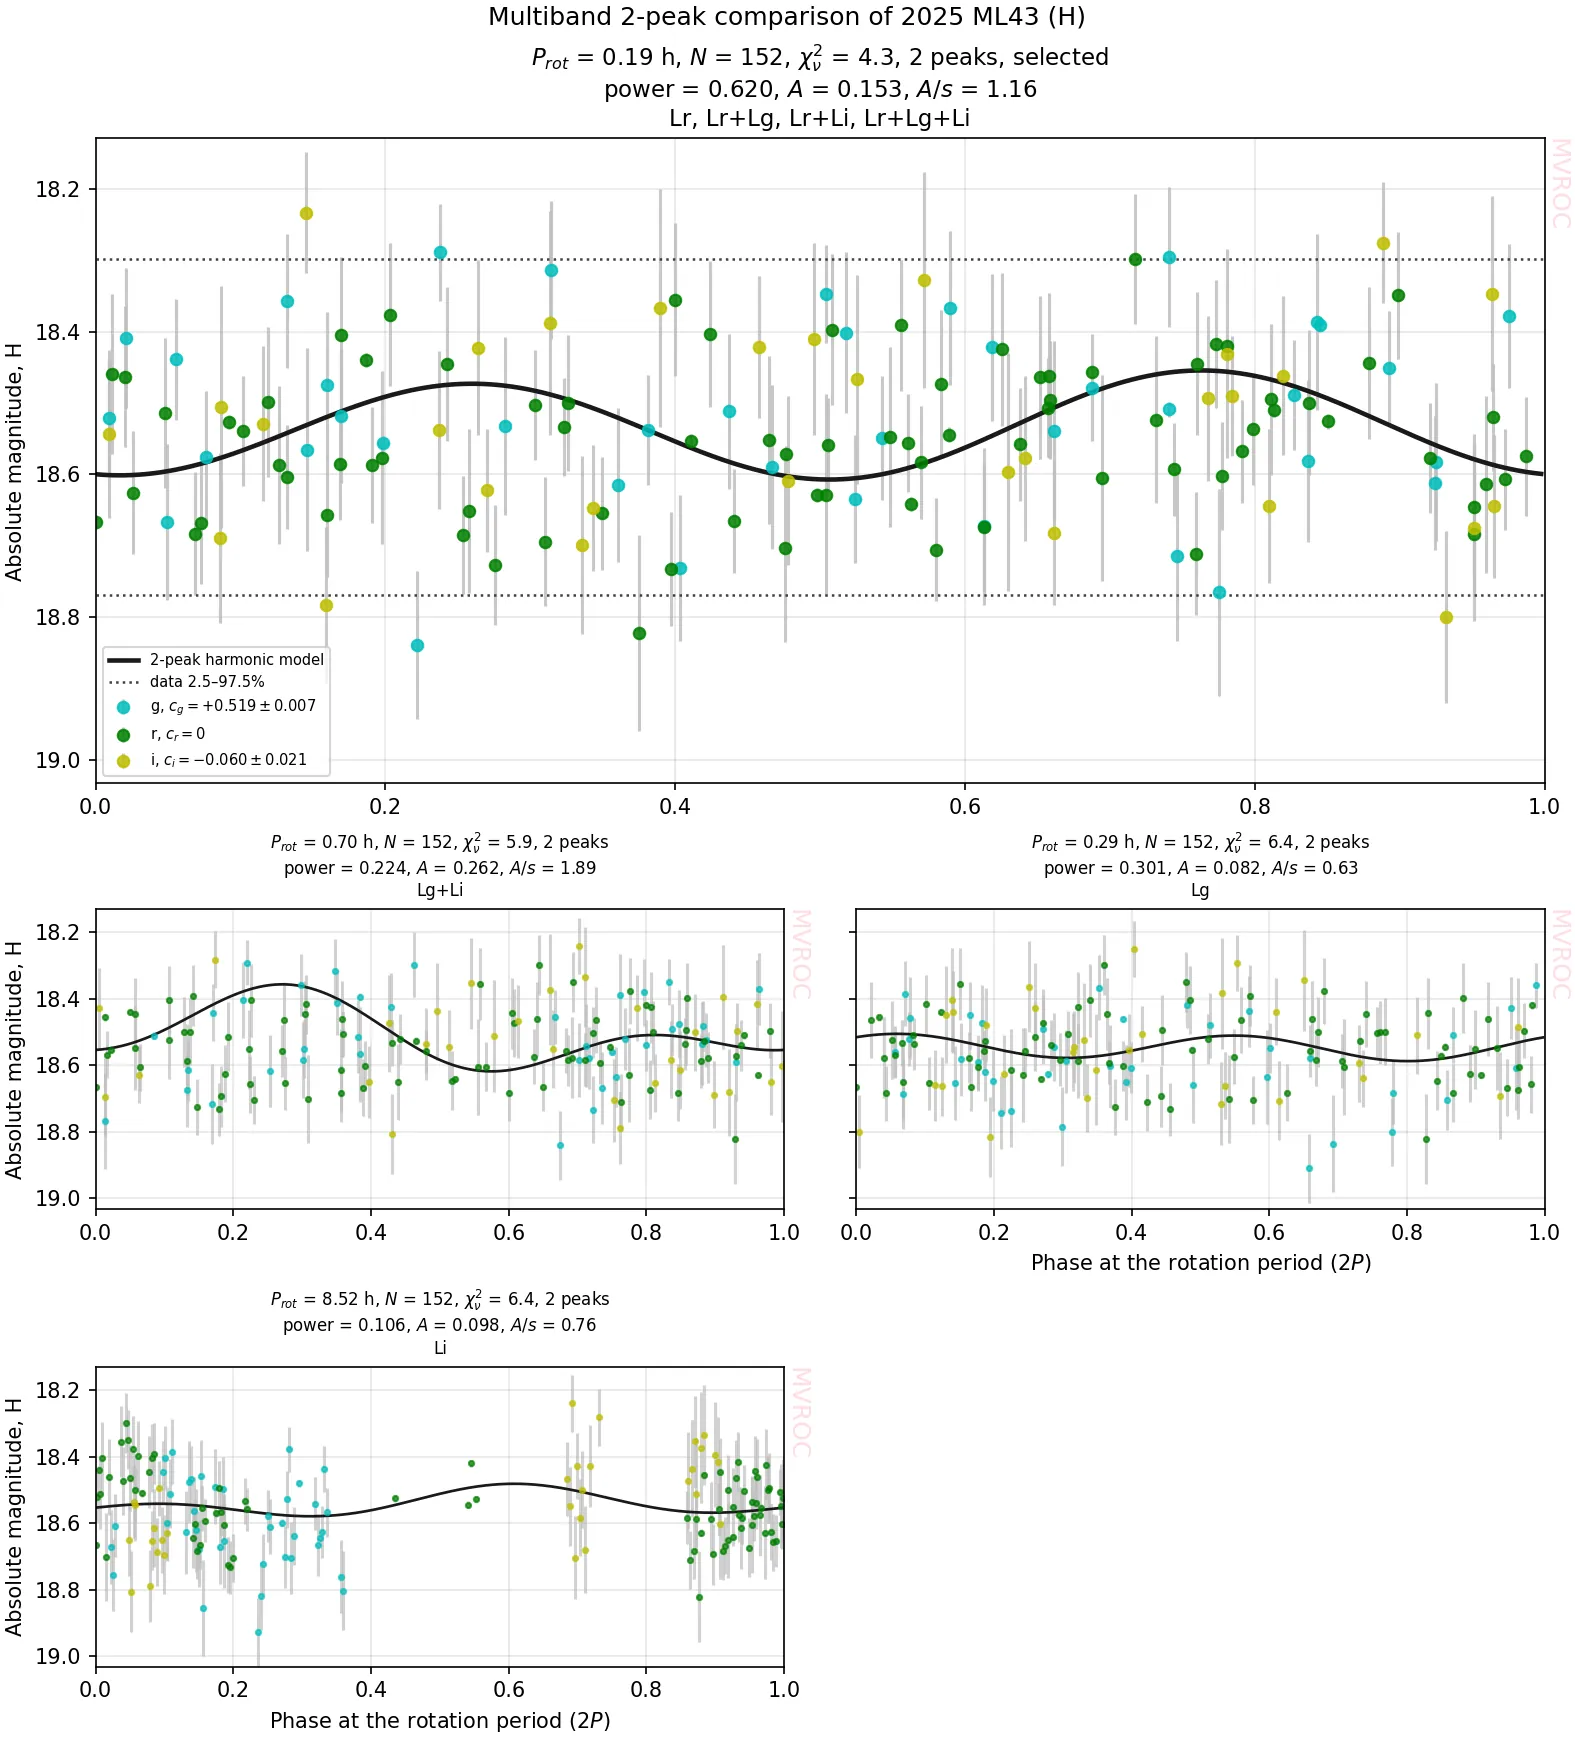 Multiband 2-peak comparison of 2025 ML43 (H)
P_rot = 0.19 h, N = 152, χ²_ν = 4.3, 2 peaks, selected
power = 0.620, A = 0.153, A/s = 1.16
Lr, Lr+Lg, Lr+Li, Lr+Lg+Li
MVROC
Absolute magnitude, H
18.2
18.4
18.6
18.8
19.0
2-peak harmonic model
data 2.5–97.5%
g, c_g = +0.519 ± 0.007
r, c_r = 0
i, c_i = −0.060 ± 0.021
0.0 0.2 0.4 0.6 0.8 1.0
P_rot = 0.70 h, N = 152, χ²_ν = 5.9, 2 peaks
power = 0.224, A = 0.262, A/s = 1.89
Lg+Li
MVROC
Absolute magnitude, H
18.2
18.4
18.6
18.8
19.0
0.0 0.2 0.4 0.6 0.8 1.0
P_rot = 0.29 h, N = 152, χ²_ν = 6.4, 2 peaks
power = 0.301, A = 0.082, A/s = 0.63
Lg
MVROC
0.0 0.2 0.4 0.6 0.8 1.0
Phase at the rotation period (2P)
P_rot = 8.52 h, N = 152, χ²_ν = 6.4, 2 peaks
power = 0.106, A = 0.098, A/s = 0.76
Li
MVROC
Absolute magnitude, H
18.2
18.4
18.6
18.8
19.0
0.0 0.2 0.4 0.6 0.8 1.0
Phase at the rotation period (2P)